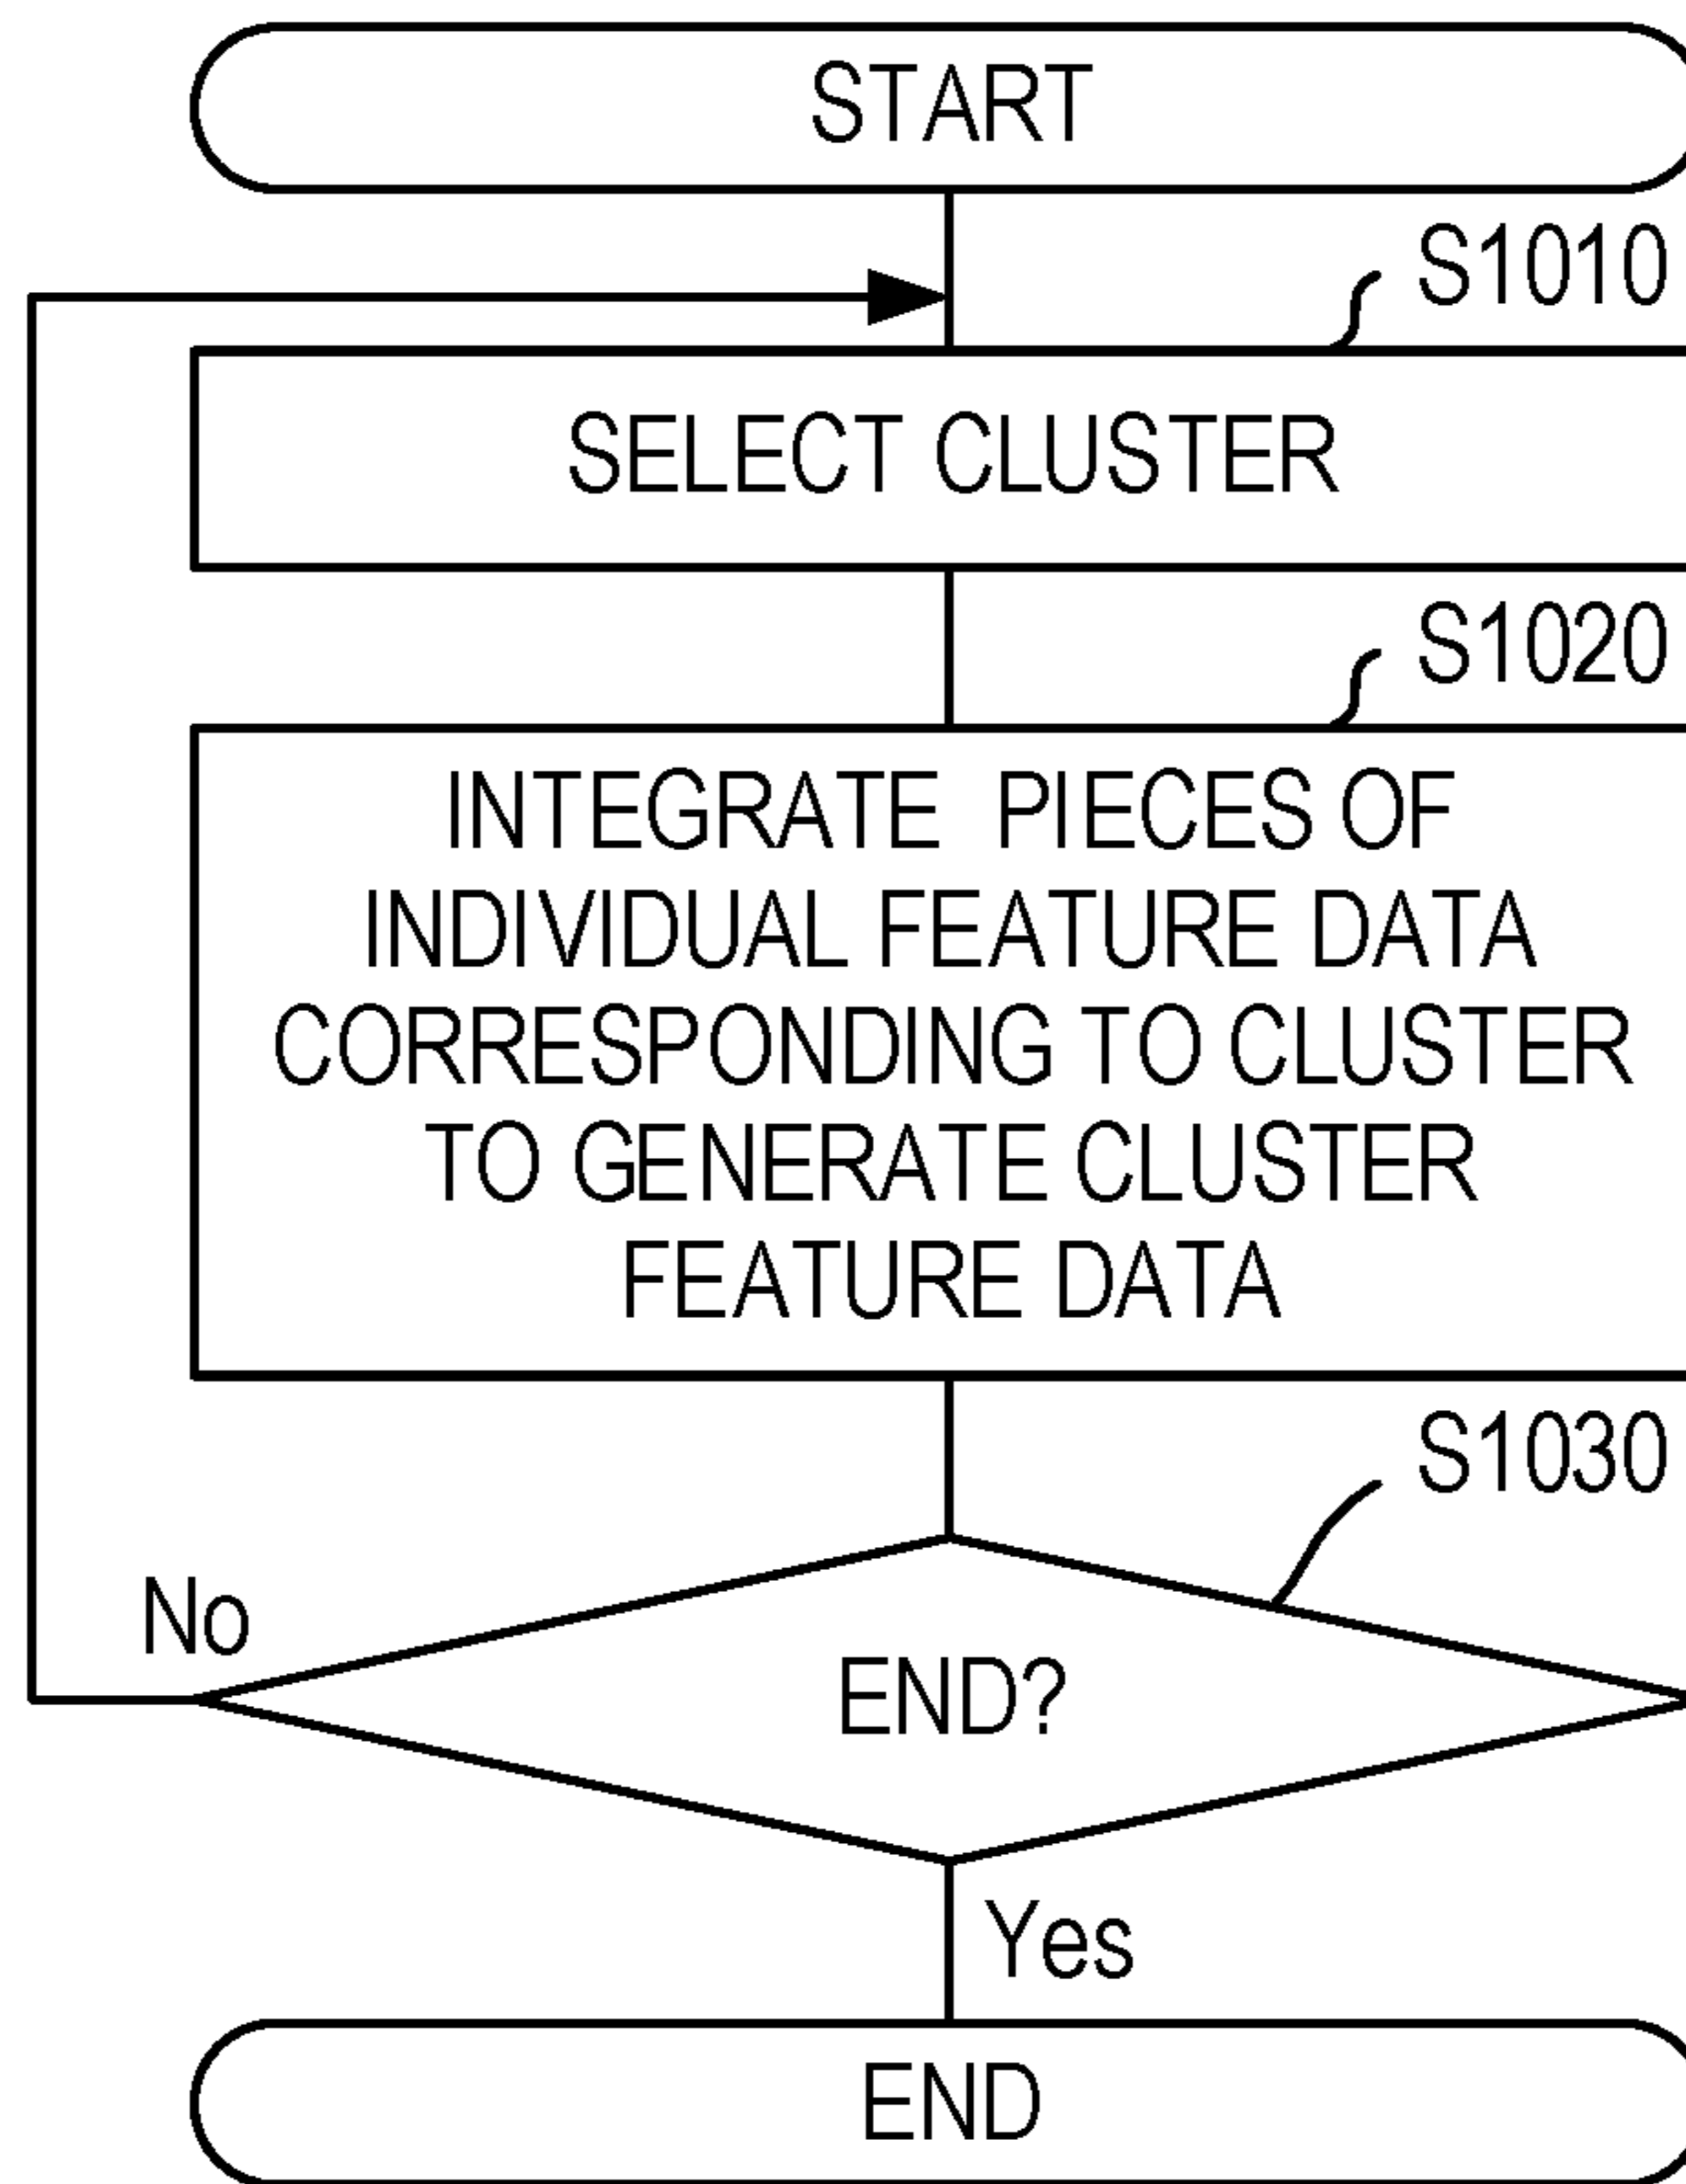 START
S1010
SELECT CLUSTER
S1020
INTEGRATE PIECES OF
INDIVIDUAL FEATURE DATA
CORRESPONDING TO CLUSTER
TO GENERATE CLUSTER
FEATURE DATA
S1030
No
END?
Yes
END